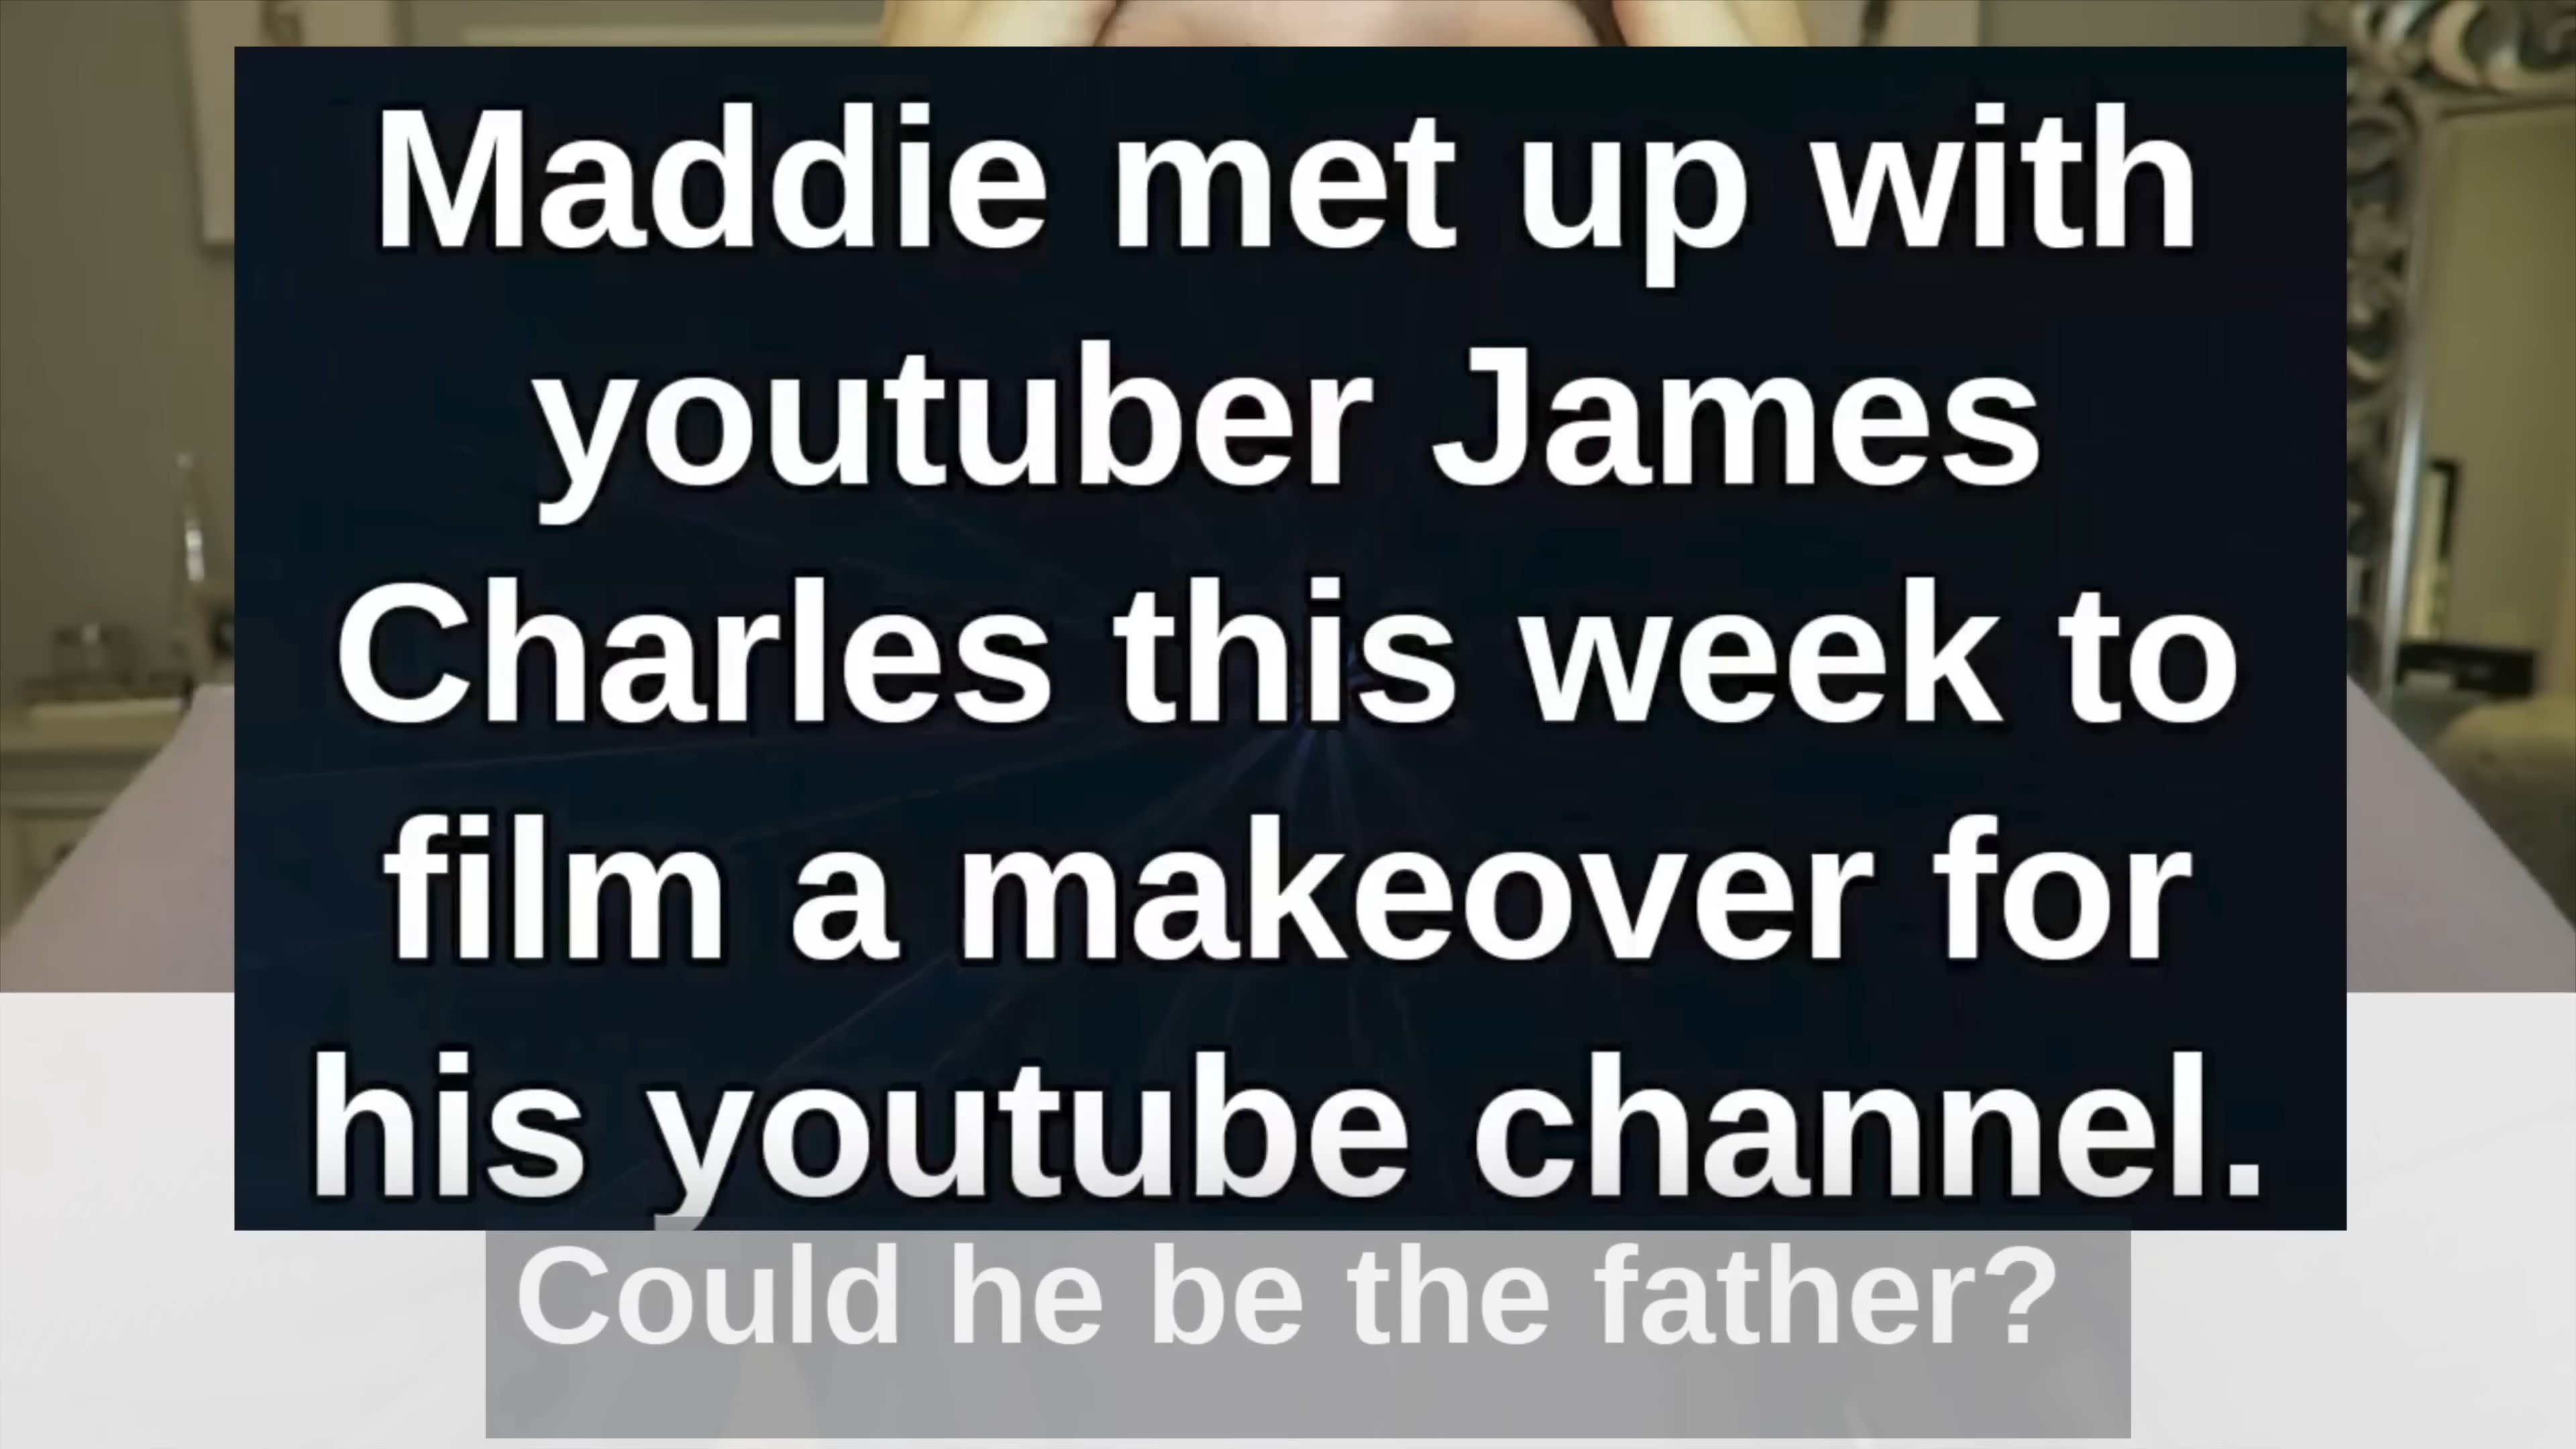 Maddie met up with
youtuber James
Charles this week to
film a makeover for
his youtube channel.
Could he be the father?